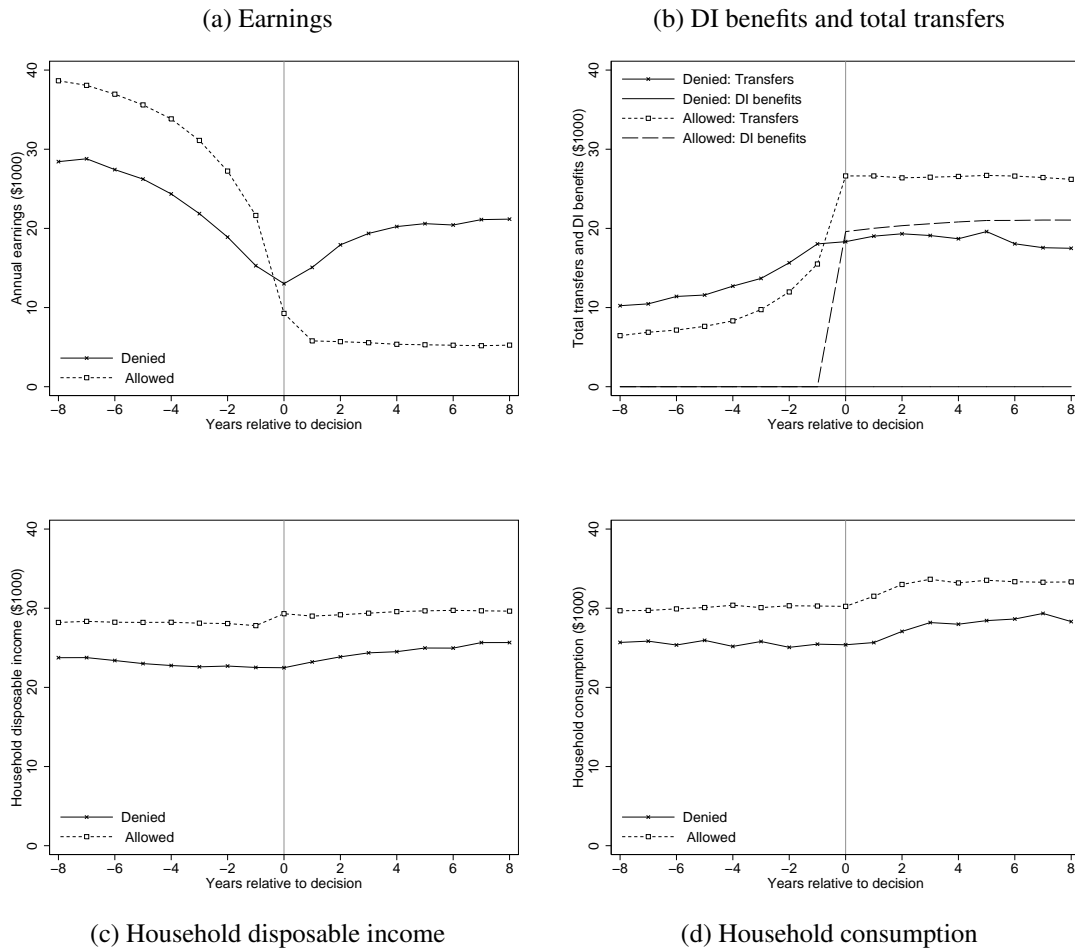 (a) Earnings
(b) DI benefits and total transfers
Annual earnings ($1000)
40
30
20
10
0
Denied
Allowed
−8 −6 −4 −2 0 2 4 6 8
Years relative to decision
Total transfers and DI benefits ($1000)
40
30
20
10
0
Denied: Transfers
Denied: DI benefits
Allowed: Transfers
Allowed: DI benefits
−8 −6 −4 −2 0 2 4 6 8
Years relative to decision
Household disposable income ($1000)
40
30
20
10
0
Denied
Allowed
−8 −6 −4 −2 0 2 4 6 8
Years relative to decision
Household consumption ($1000)
40
30
20
10
0
Denied
Allowed
−8 −6 −4 −2 0 2 4 6 8
Years relative to decision
(c) Household disposable income
(d) Household consumption